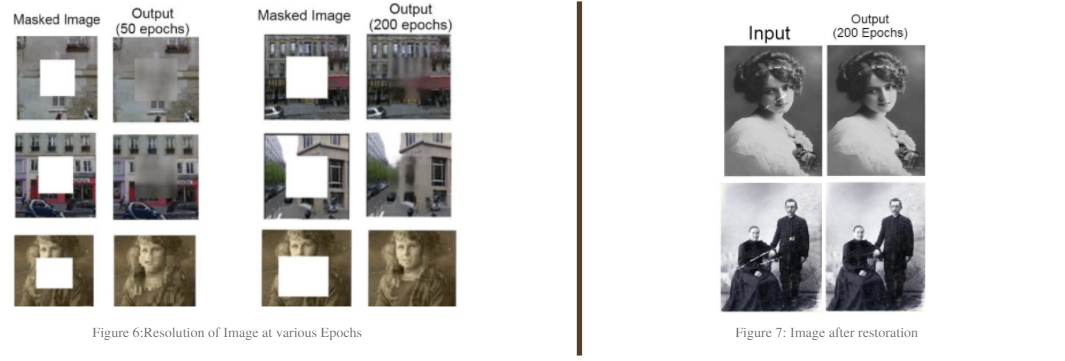 Masked Image
Output
(50 epochs)
Masked Image
Output
(200 epochs)
Figure 6:Resolution of Image at various Epochs
Input
Output
(200 Epochs)
Figure 7: Image after restoration